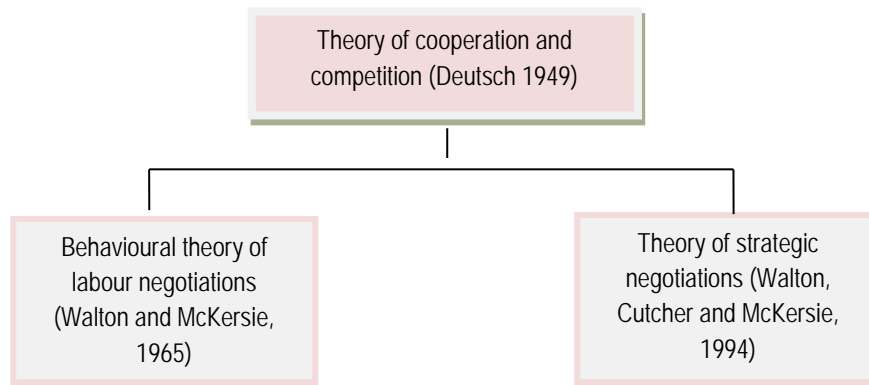 Theory of cooperation and
competition (Deutsch 1949)
Behavioural theory of
labour negotiations
(Walton and McKersie,
1965)
Theory of strategic
negotiations (Walton,
Cutcher and McKersie,
1994)